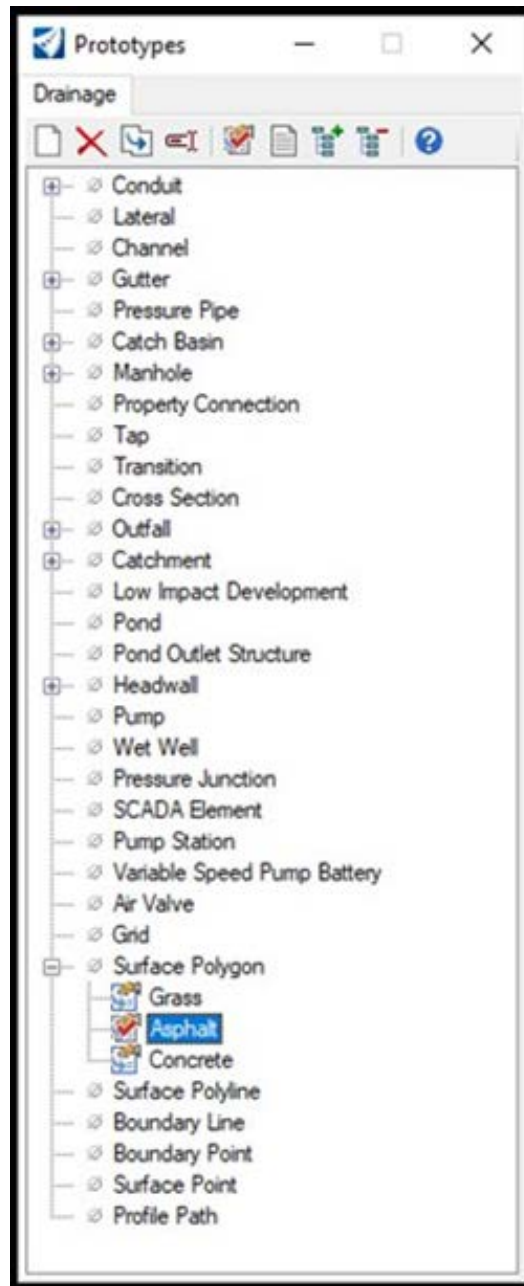 Prototypes
Drainage
Conduit
Lateral
Channel
Gutter
Pressure Pipe
Catch Basin
Manhole
Property Connection
Tap
Transition
Cross Section
Outfall
Catchment
Low Impact Development
Pond
Pond Outlet Structure
Headwall
Pump
Wet Well
Pressure Junction
SCADA Element
Pump Station
Variable Speed Pump Battery
Air Valve
Grid
Surface Polygon
Grass
Asphalt
Concrete
Surface Polyline
Boundary Line
Boundary Point
Surface Point
Profile Path